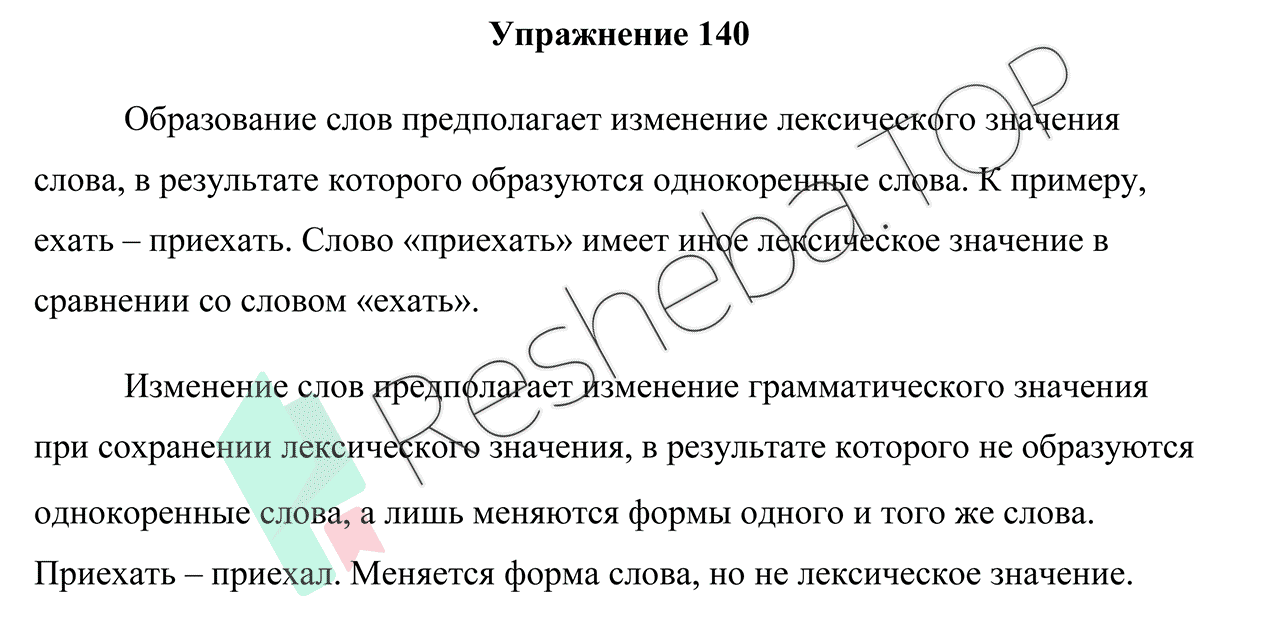 Упражнение 140
Образование слов предполагает изменение лексического значения
слова, в результате которого образуются однокоренные слова. К примеру,
ехать – приехать. Слово «приехать» имеет иное лексическое значение в
сравнении со словом «ехать».
Изменение слов предполагает изменение грамматического значения
при сохранении лексического значения, в результате которого не образуются
однокоренные слова, а лишь меняются формы одного и того же слова.
Приехать – приехал. Меняется форма слова, но не лексическое значение.
Resheba.TOP